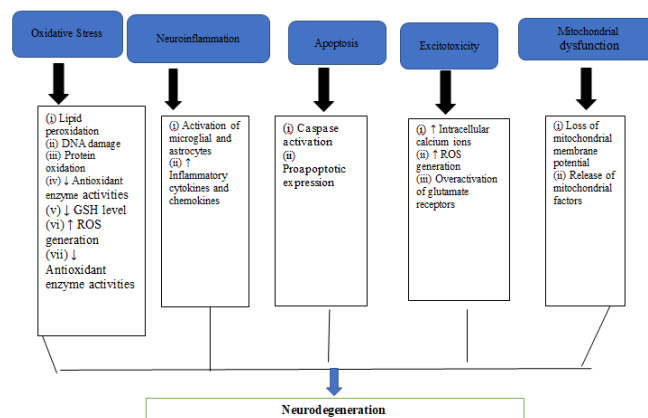 Oxidative Stress
Neuroinflammation
Apoptosis
Excitotoxicity
Mitochondrial
dysfunction
(i) Lipid
peroxidation
(ii) DNA damage
(iii) Protein
oxidation
(iv) ↓ Antioxidant
enzyme activities
(v) ↓ GSH level
(vi) ↑ ROS
generation
(vii) ↓
Antioxidant
enzyme activities
(i) Activation of
microglial and
astrocytes
(ii) ↑
Inflammatory
cytokines and
chemokines
(i) Caspase
activation
(ii)
Proapoptotic
expression
(i) ↑ Intracellular
calcium ions
(ii) ↑ ROS
generation
(iii) Overactivation
of glutamate
receptors
(i) Loss of
mitochondrial
membrane
potential
(ii) Release of
mitochondrial
factors
Neurodegeneration